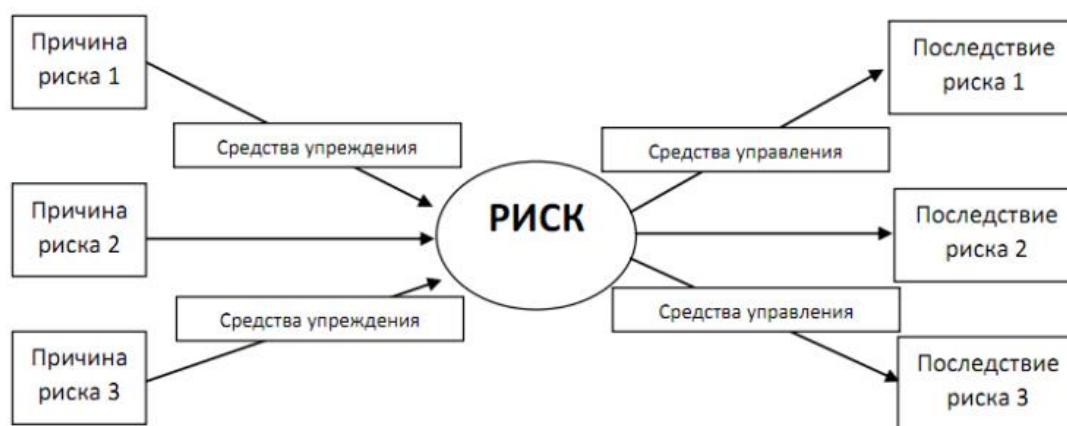 Причина
риска 1
Последствие
риска 1
Средства упреждения
Средства управления
Причина
риска 2
РИСК
Последствие
риска 2
Средства упреждения
Средства управления
Причина
риска 3
Последствие
риска 3